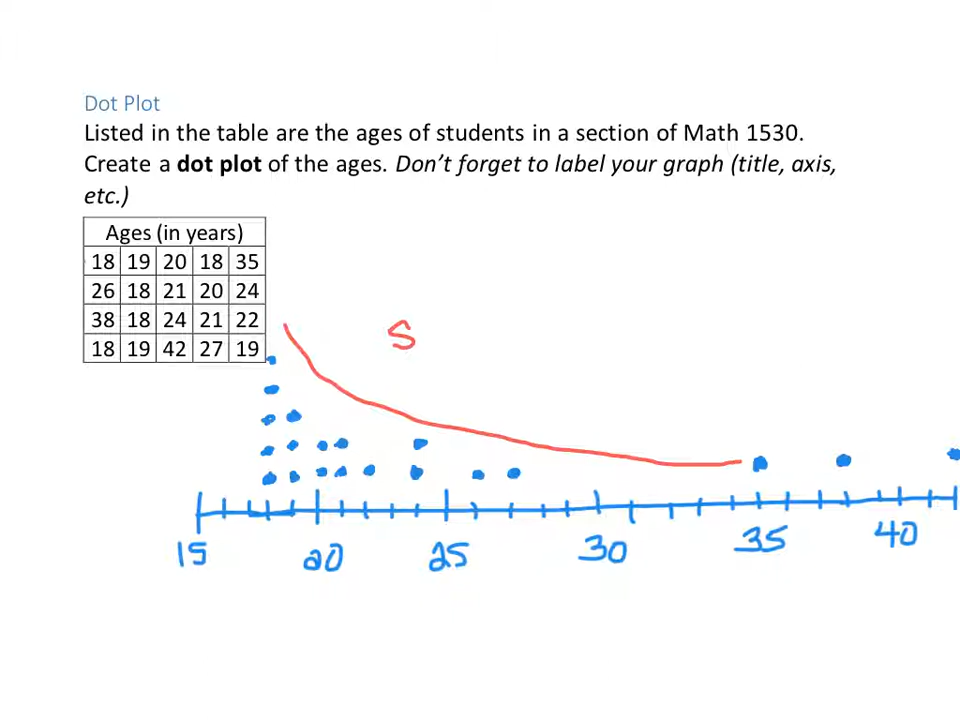 Dot Plot
Listed in the table are the ages of students in a section of Math 1530.
Create a dot plot of the ages. Don’t forget to label your graph (title, axis,
etc.)
Ages (in years)
18 19 20 18 35
26 18 21 20 24
38 18 24 21 22
18 19 42 27 19
S
15 20 25 30 35 40